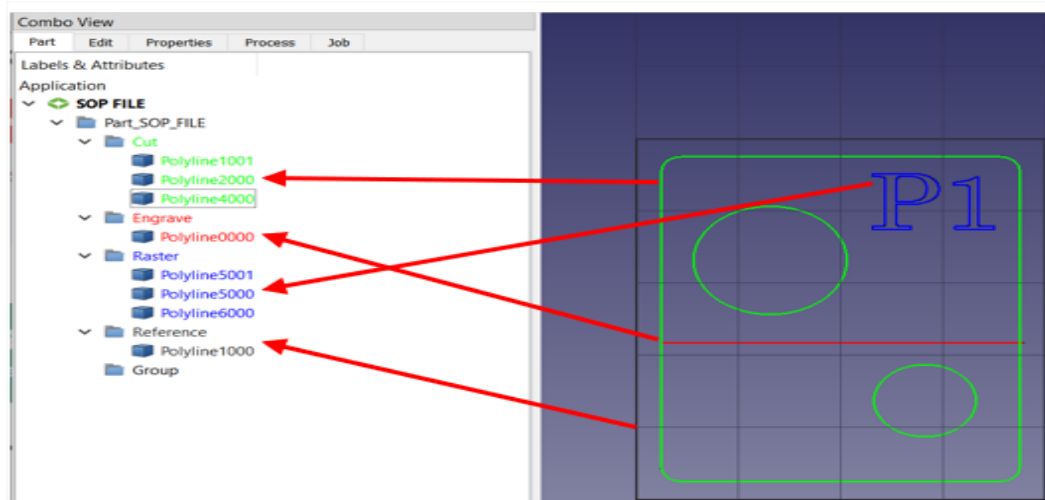 Combo View
Part Edit Properties Process Job
Labels & Attributes
Application
SOP FILE
Part_SOP_FILE
Cut
Polyline1001
Polyline2000
Polyline4000
Engrave
Polyline0000
Raster
Polyline5001
Polyline5000
Polyline6000
Reference
Polyline1000
Group
P1